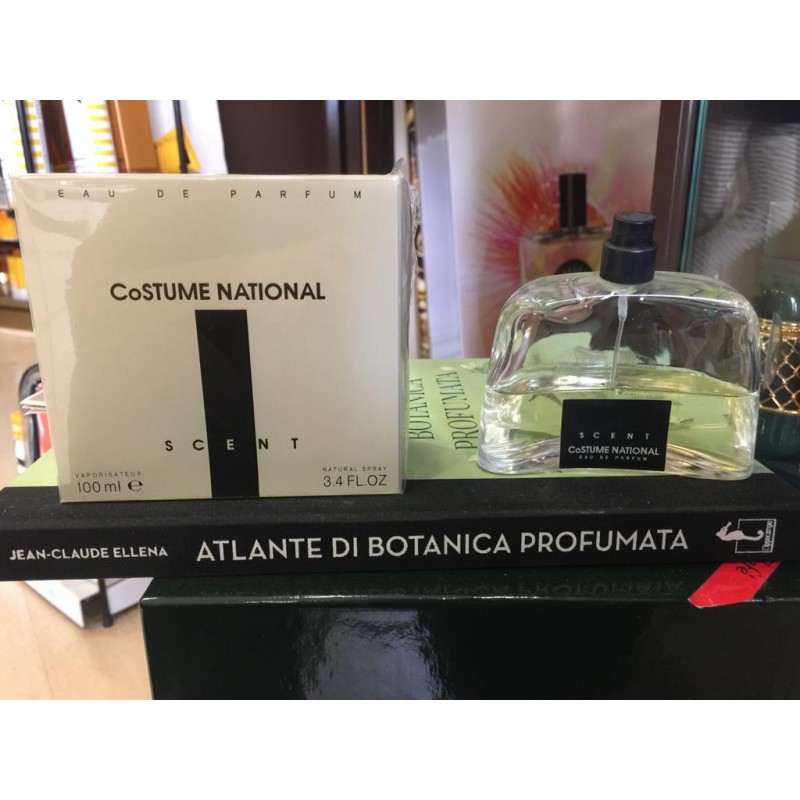 EAU DE PARFUM
CoSTUME NATIONAL
SCENT
VAPORISATEUR
100 ml e
NATURAL SPRAY
3.4 FL.OZ
BOTANICA
PROFUMATA
SCENT
CoSTUME NATIONAL
EAU DE PARFUM
JEAN-CLAUDE ELLENA
ATLANTE DI BOTANICA PROFUMATA
L'ippocampo